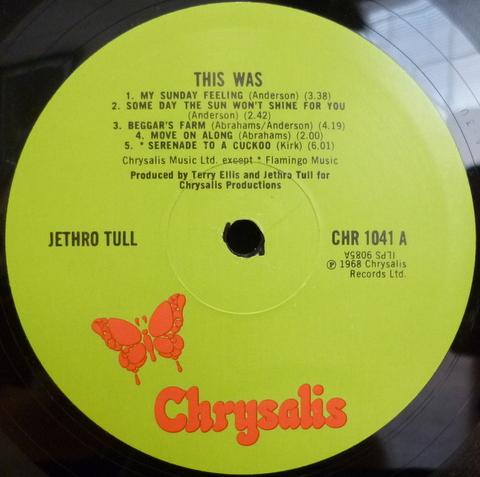 THIS WAS
1. MY SUNDAY FEELING (Anderson) (3.38)
2. SOME DAY THE SUN WON'T SHINE FOR YOU
(Anderson) (2.42)
3. BEGGAR'S FARM (Abrahams/Anderson) (4.19)
4. MOVE ON ALONG (Abrahams) (2.00)
5. * SERENADE TO A CUCKOO (Kirk) (6.01)
Chrysalis Music Ltd. except * Flamingo Music
Produced by Terry Ellis and Jethro Tull for
Chrysalis Productions
JETHRO TULL
CHR 1041 A
ILPS 9085A
℗ 1968 Chrysalis
Records Ltd.
Chrysalis